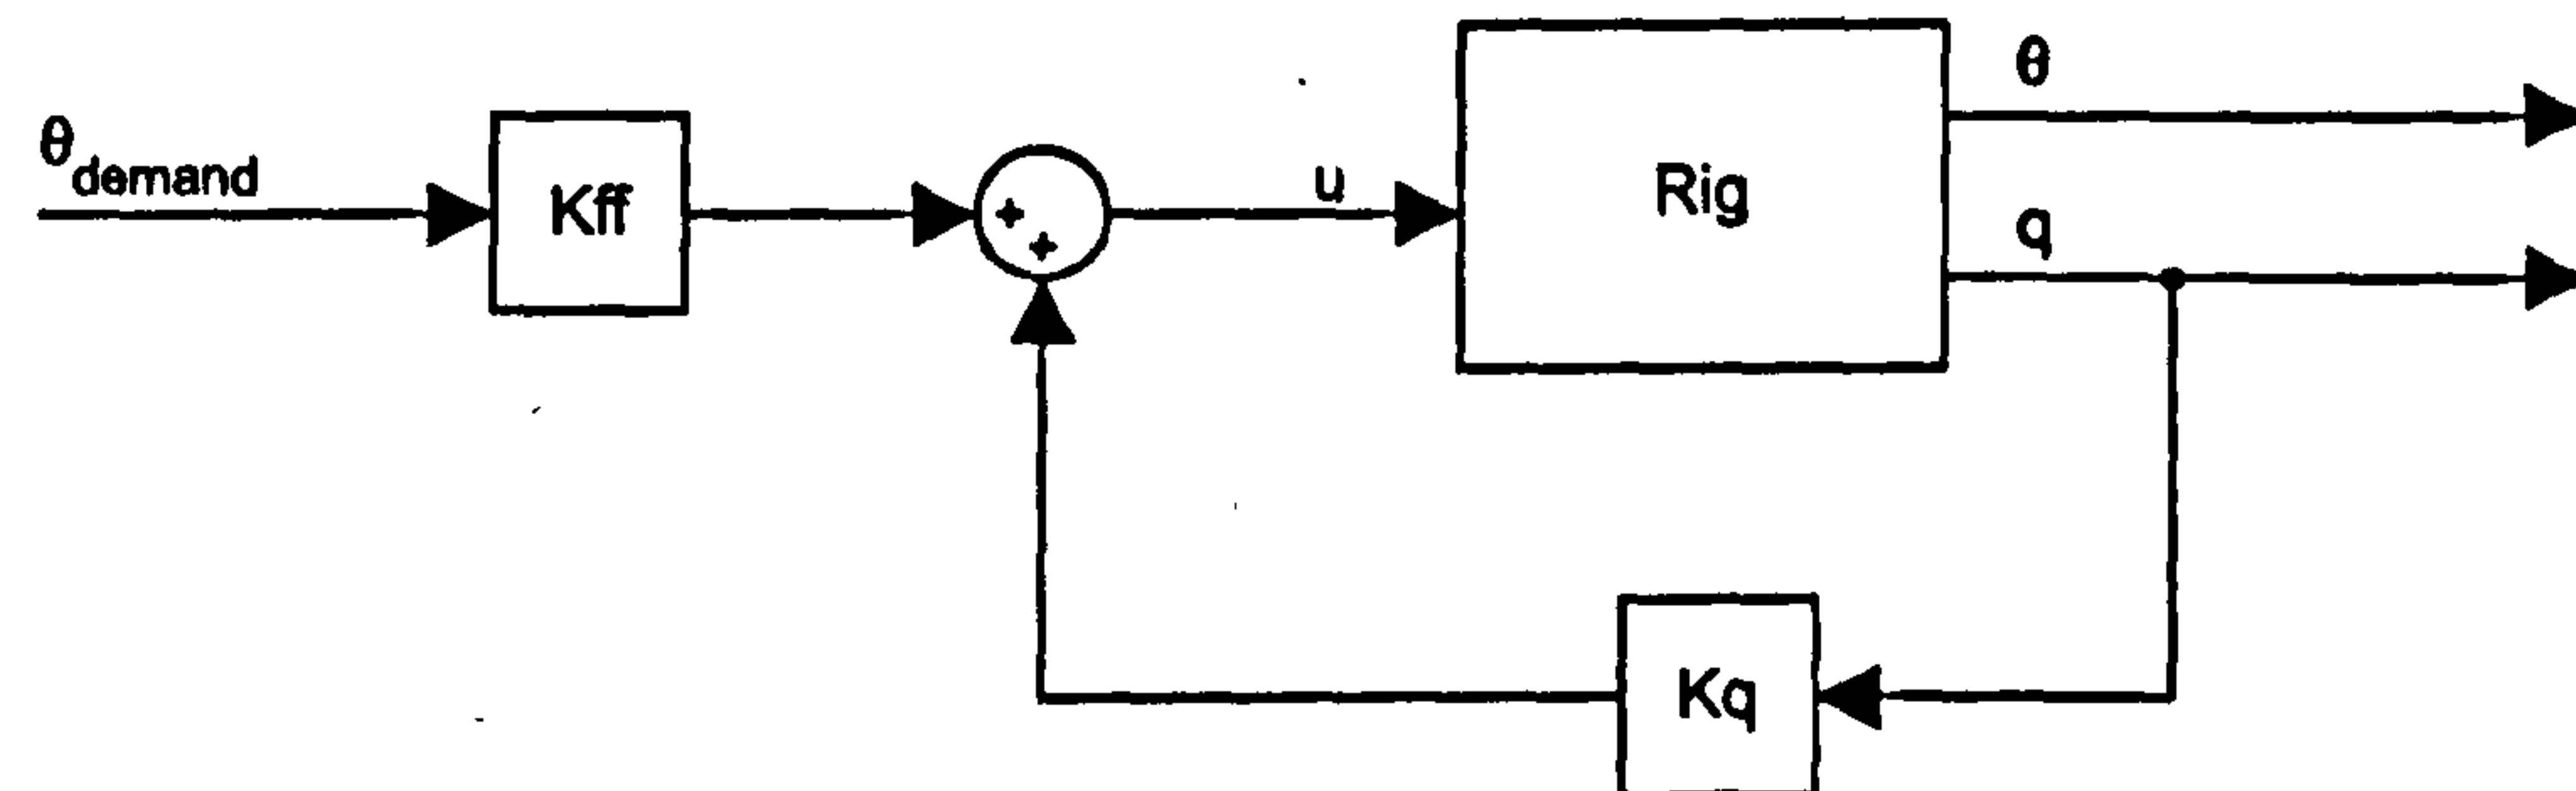 θdemand
Kff
+
+
u
Rig
θ
q
Kq